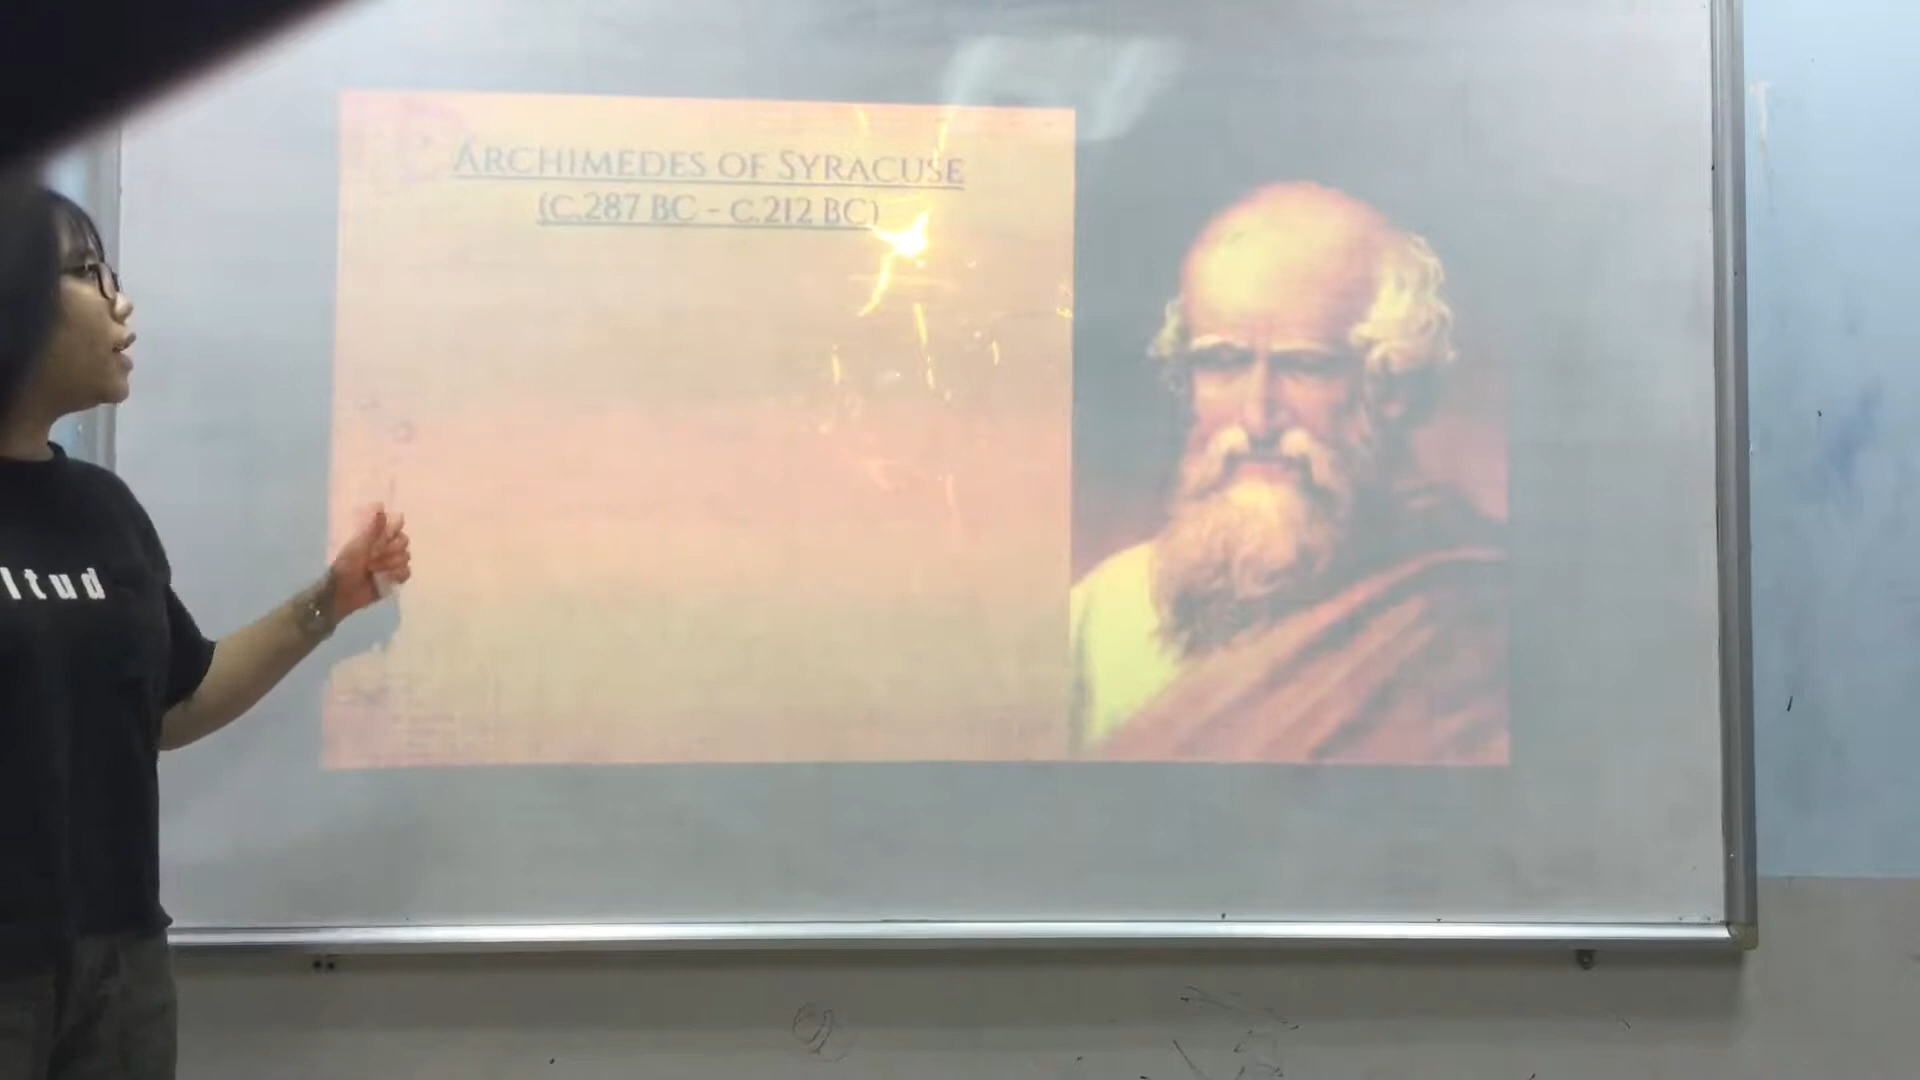 ARCHIMEDES OF SYRACUSE
(C.287 BC - C.212 BC)
ltud